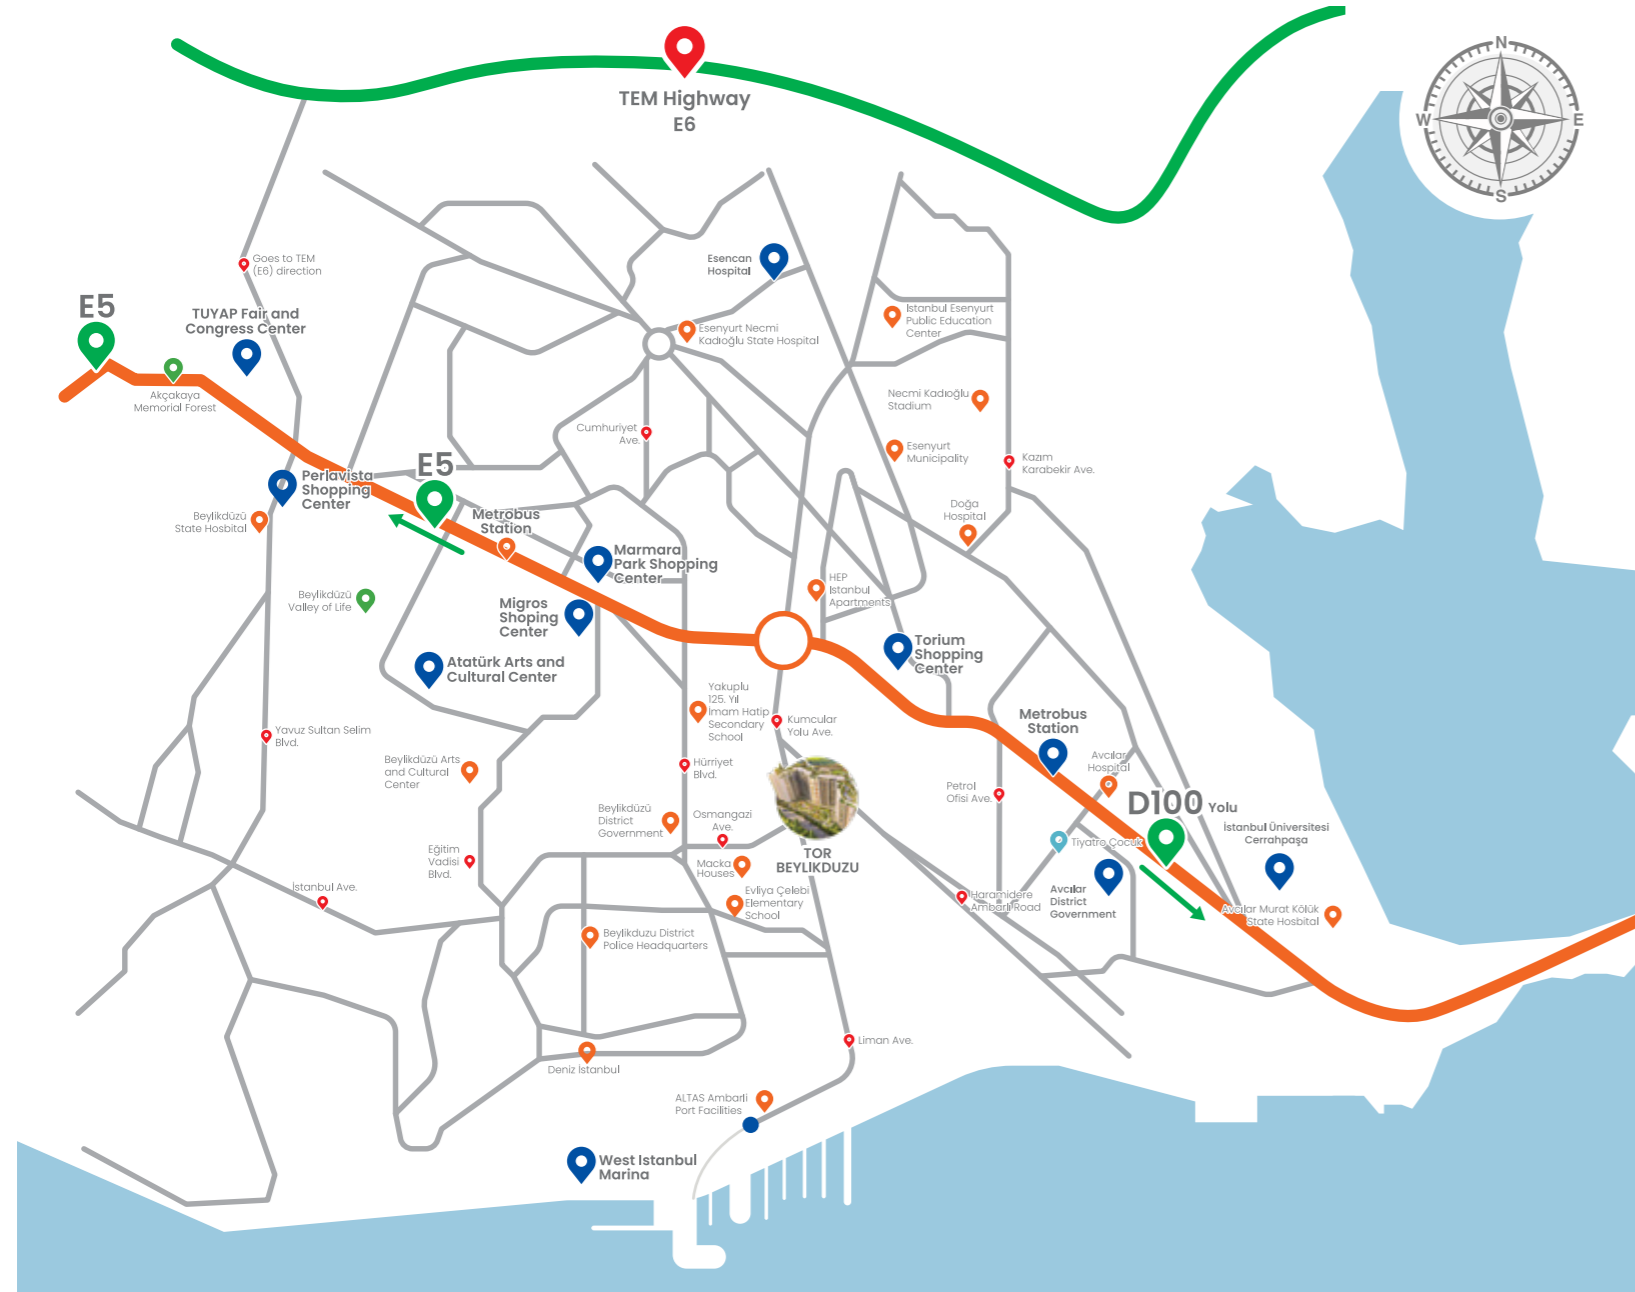 N
W
E
S
TEM Highway
E6
Goes to TEM
(E6) direction
Esencan
Hospital
E5
TUYAP Fair and
Congress Center
Istanbul Esenyurt
Public Education
Center
Esenyurt Necmi
Kadıoğlu State Hospital
Akçakaya
Memorial Forest
Necmi Kadıoğlu
Stadium
Cumhuriyet
Ave.
Esenyurt
Municipality
Kazım
Karabekir Ave.
E5
Perlavista
Shopping
Center
Beylikdüzü
State Hosbital
Metrobus
Station
Doğa
Hospital
Marmara
Park Shopping
Center
HEP
Istanbul
Apartments
Beylikdüzü
Valley of Life
Migros
Shoping
Center
Torium
Shopping
Center
Atatürk Arts and
Cultural Center
Yakuplu
125. Yıl
İmam Hatip
Secondary
School
Kumcular
Yolu Ave.
Metrobus
Station
Yavuz Sultan Selim
Blvd.
Beylikdüzü Arts
and Cultural
Center
Hürriyet
Blvd.
Avcılar
Hospital
Petrol
Ofisi Ave.
D100 Yolu
Beylikdüzü
District
Government
Osmangazi
Ave.
İstanbul Üniversitesi
Cerrahpaşa
Tiyatro Çocuk
Eğitim
Vadisi
Blvd.
TOR
BEYLIKDUZU
Macka
Houses
İstanbul Ave.
Evliya Çelebi
Elementary
School
Haramidere
Ambarlı Road
Avcılar
District
Government
Avcılar Murat Kölük
State Hosbital
Beylikduzu District
Police Headquarters
Liman Ave.
Deniz İstanbul
ALTAS Ambarlı
Port Facilities
West Istanbul
Marina